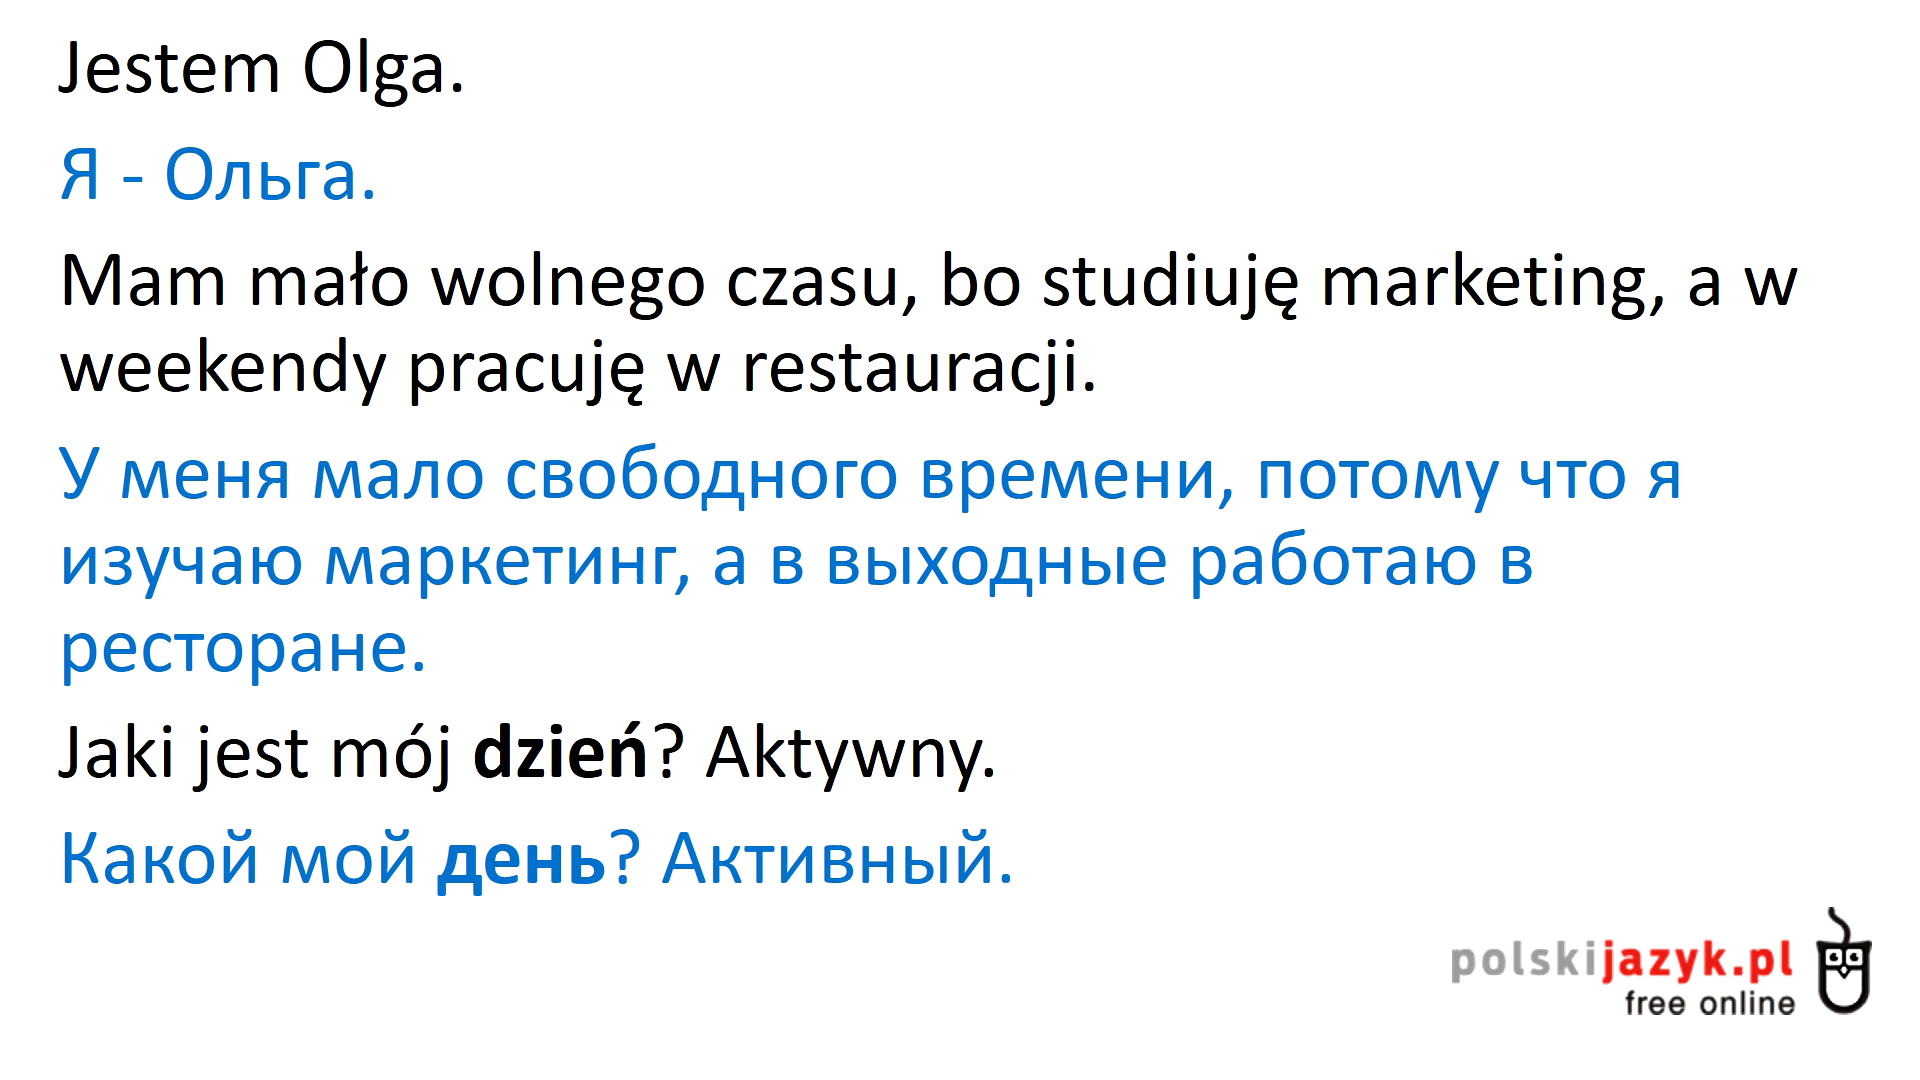 Jestem Olga.
Я - Ольга.
Mam mało wolnego czasu, bo studiuję marketing, a w
weekendy pracuję w restauracji.
У меня мало свободного времени, потому что я
изучаю маркетинг, а в выходные работаю в
ресторане.
Jaki jest mój dzień? Aktywny.
Какой мой день? Активный.
polskijazyk.pl
free online